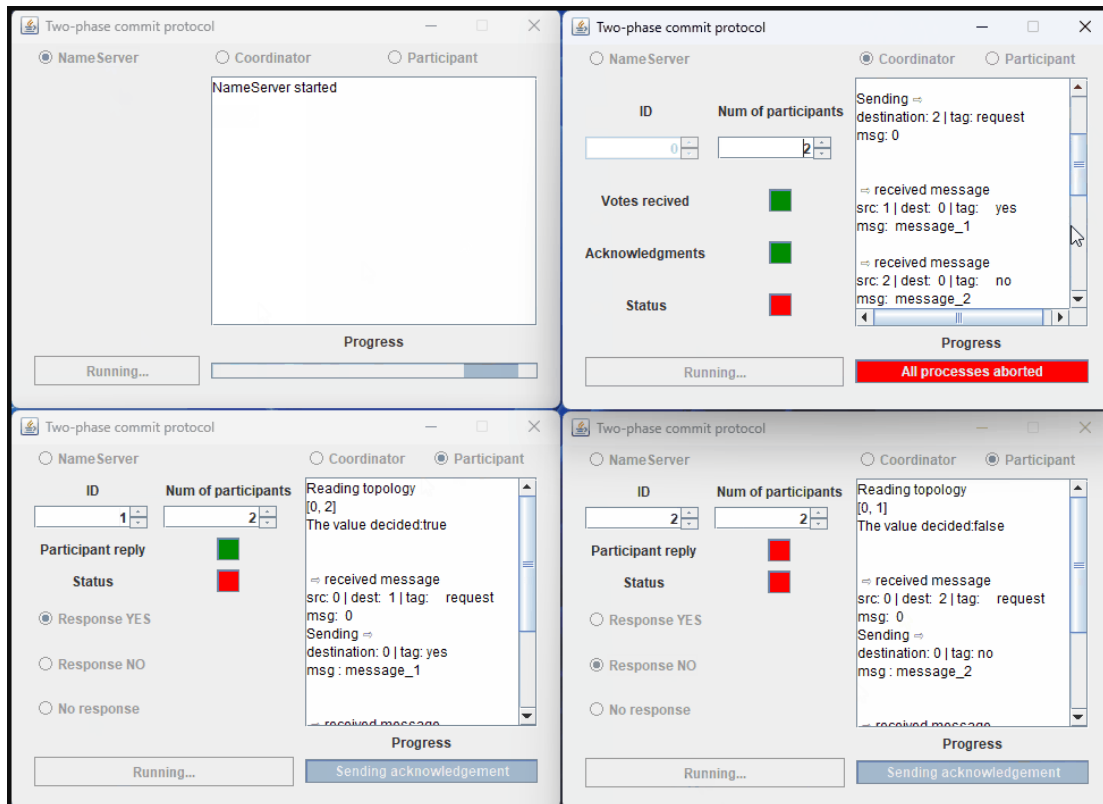 Two-phase commit protocol
NameServer
Coordinator
Participant
NameServer started
Progress
Running...
Two-phase commit protocol
NameServer
Coordinator
Participant
ID
Num of participants
0
2
Votes recived
Acknowledgments
Status
Sending ⇨
destination: 2 | tag: request
msg: 0
⇨ received message
src: 1 | dest: 0 | tag: yes
msg: message_1
⇨ received message
src: 2 | dest: 0 | tag: no
msg: message_2
Progress
Running...
All processes aborted
Two-phase commit protocol
NameServer
Coordinator
Participant
ID
Num of participants
1
2
Participant reply
Status
Response YES
Response NO
No response
Reading topology
[0, 2]
The value decided:true
⇨ received message
src: 0 | dest: 1 | tag: request
msg: 0
Sending ⇨
destination: 0 | tag: yes
msg : message_1
⇨ received message
Progress
Running...
Sending acknowledgement
Two-phase commit protocol
NameServer
Coordinator
Participant
ID
Num of participants
2
2
Participant reply
Status
Response YES
Response NO
No response
Reading topology
[0, 1]
The value decided:false
⇨ received message
src: 0 | dest: 2 | tag: request
msg: 0
Sending ⇨
destination: 0 | tag: no
msg : message_2
⇨ received message
Progress
Running...
Sending acknowledgement